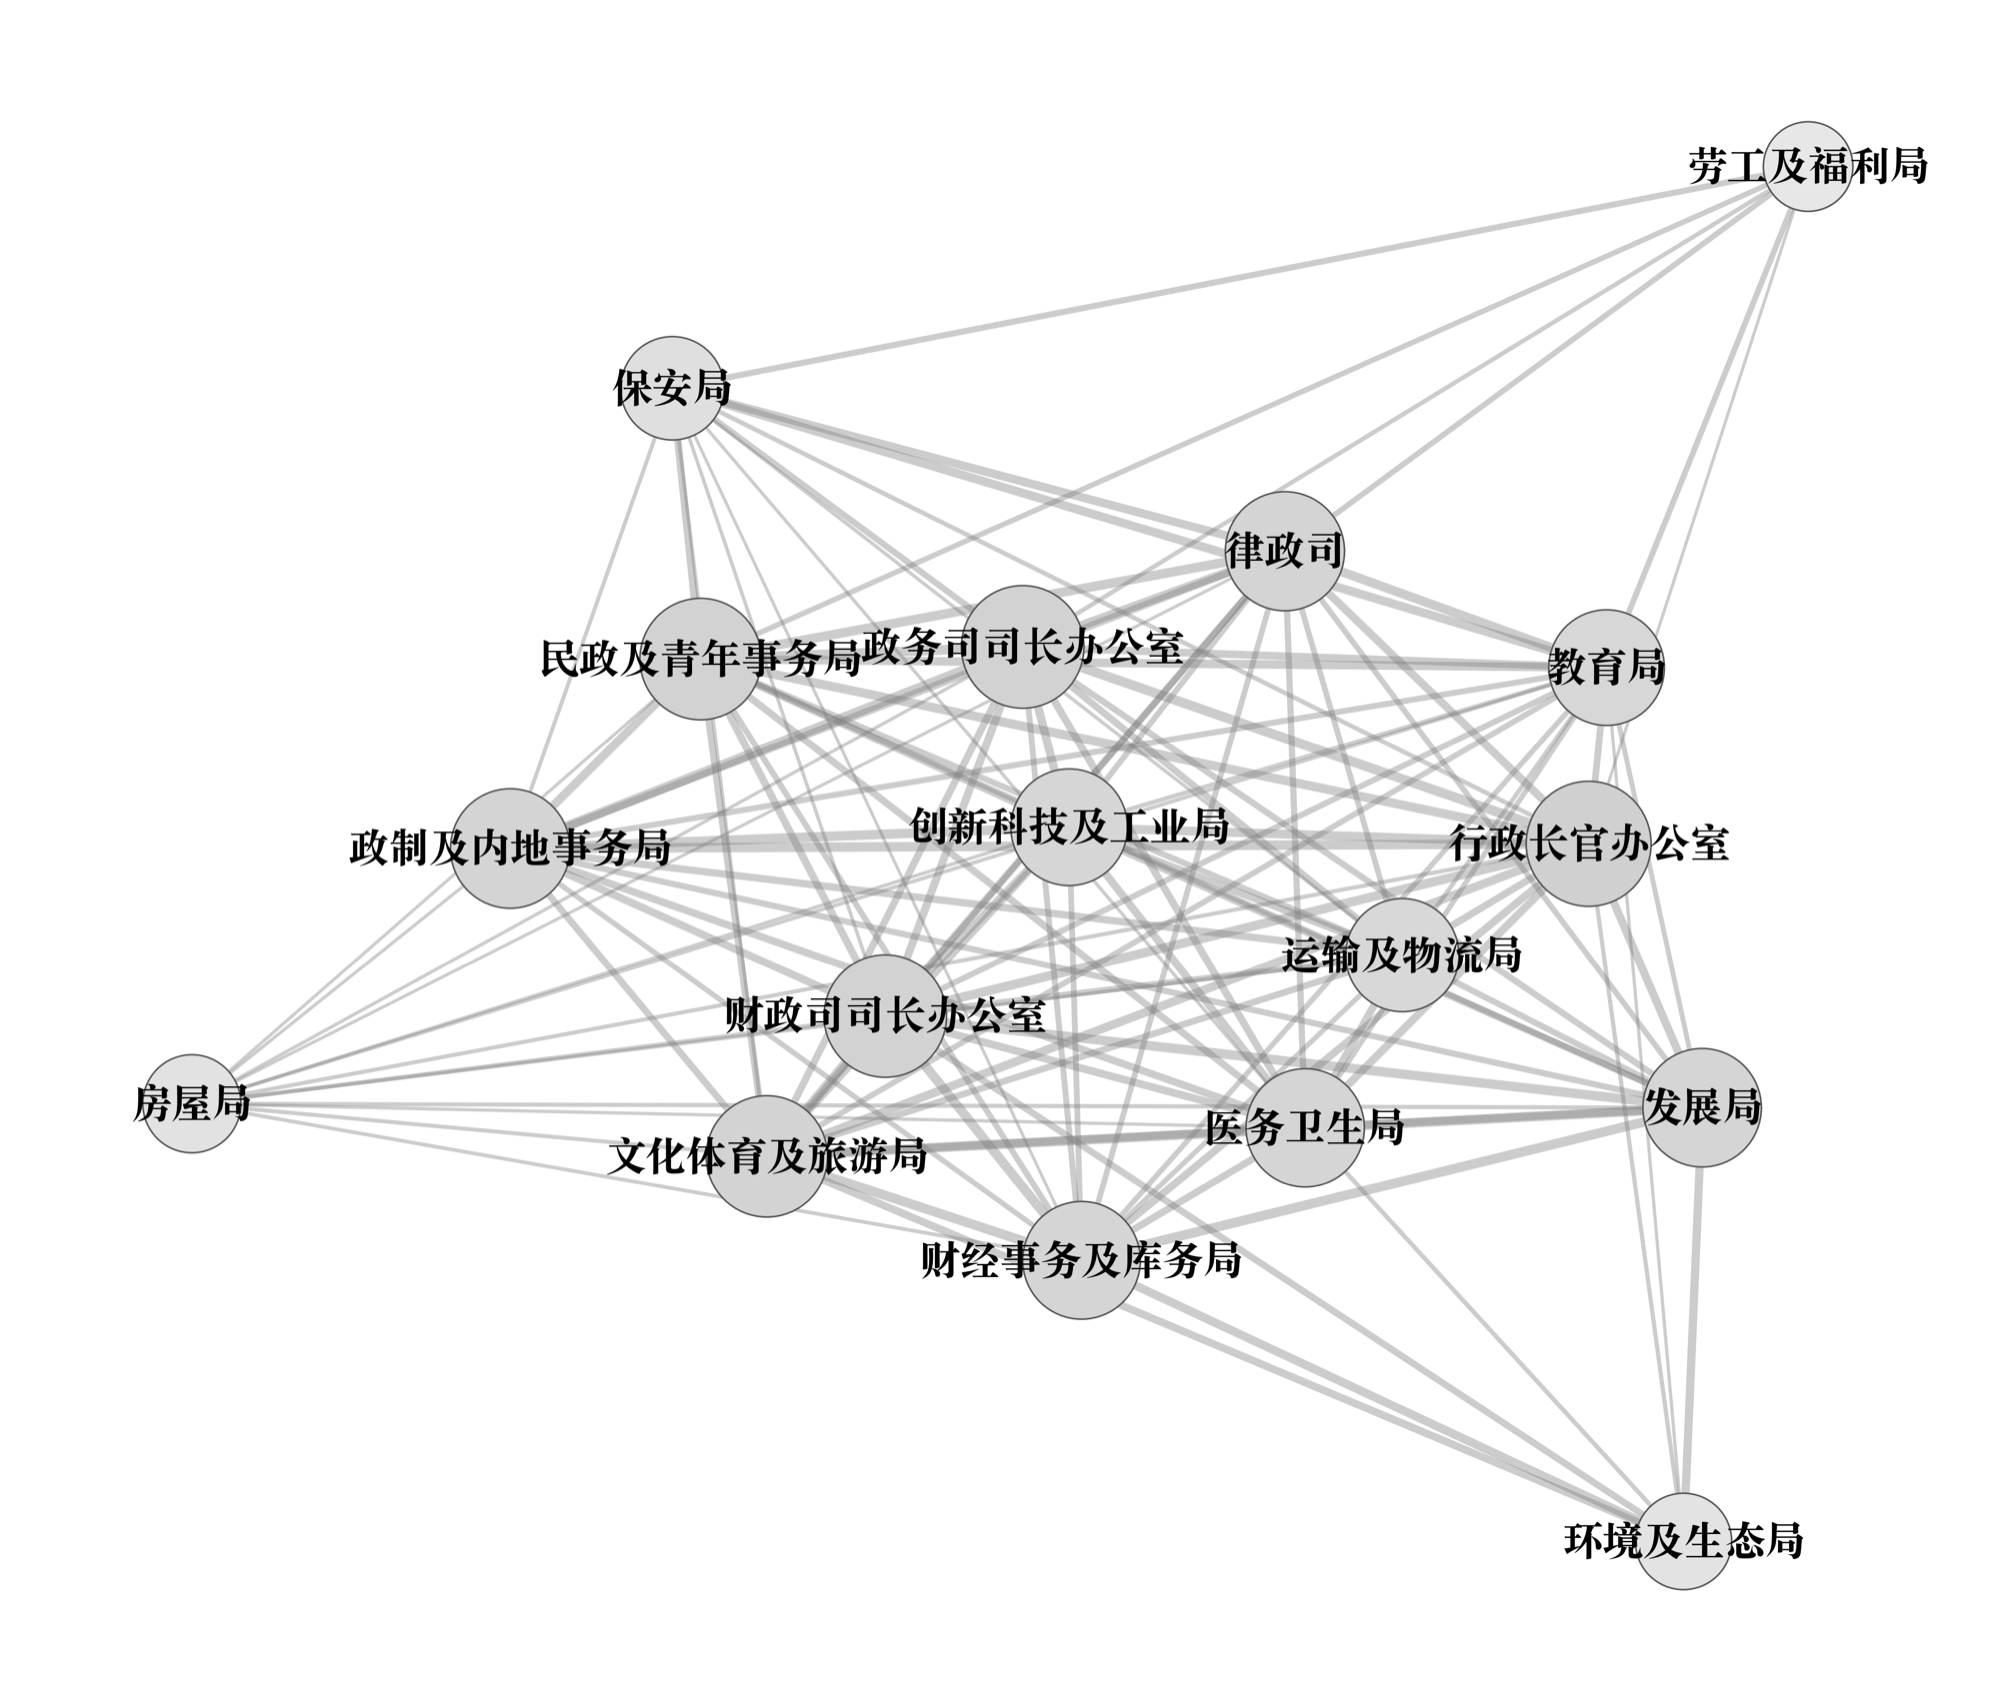 劳工及福利局
保安局
律政司
民政及青年事务局
政务司司长办公室
教育局
创新科技及工业局
政制及内地事务局
行政长官办公室
运输及物流局
财政司司长办公室
房屋局
发展局
医务卫生局
文化体育及旅游局
财经事务及库务局
环境及生态局